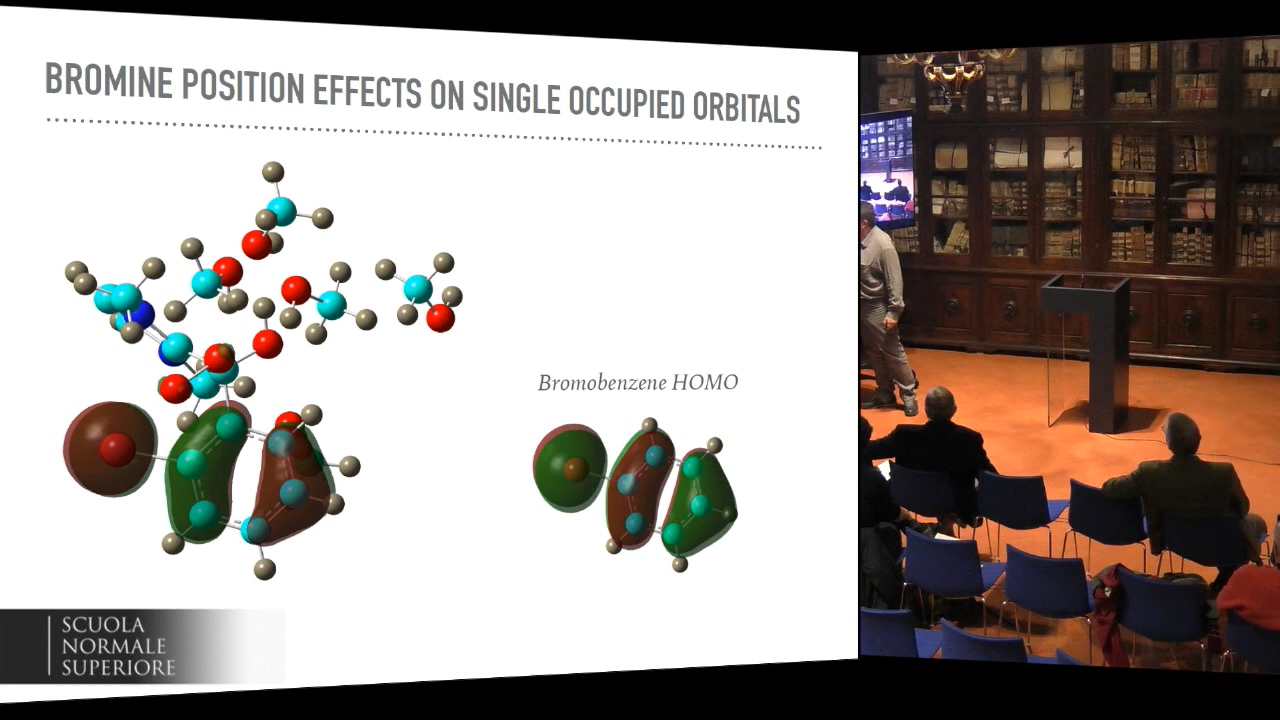 BROMINE POSITION EFFECTS ON SINGLE OCCUPIED ORBITALS
Bromobenzene HOMO
SCUOLA
NORMALE
SUPERIORE